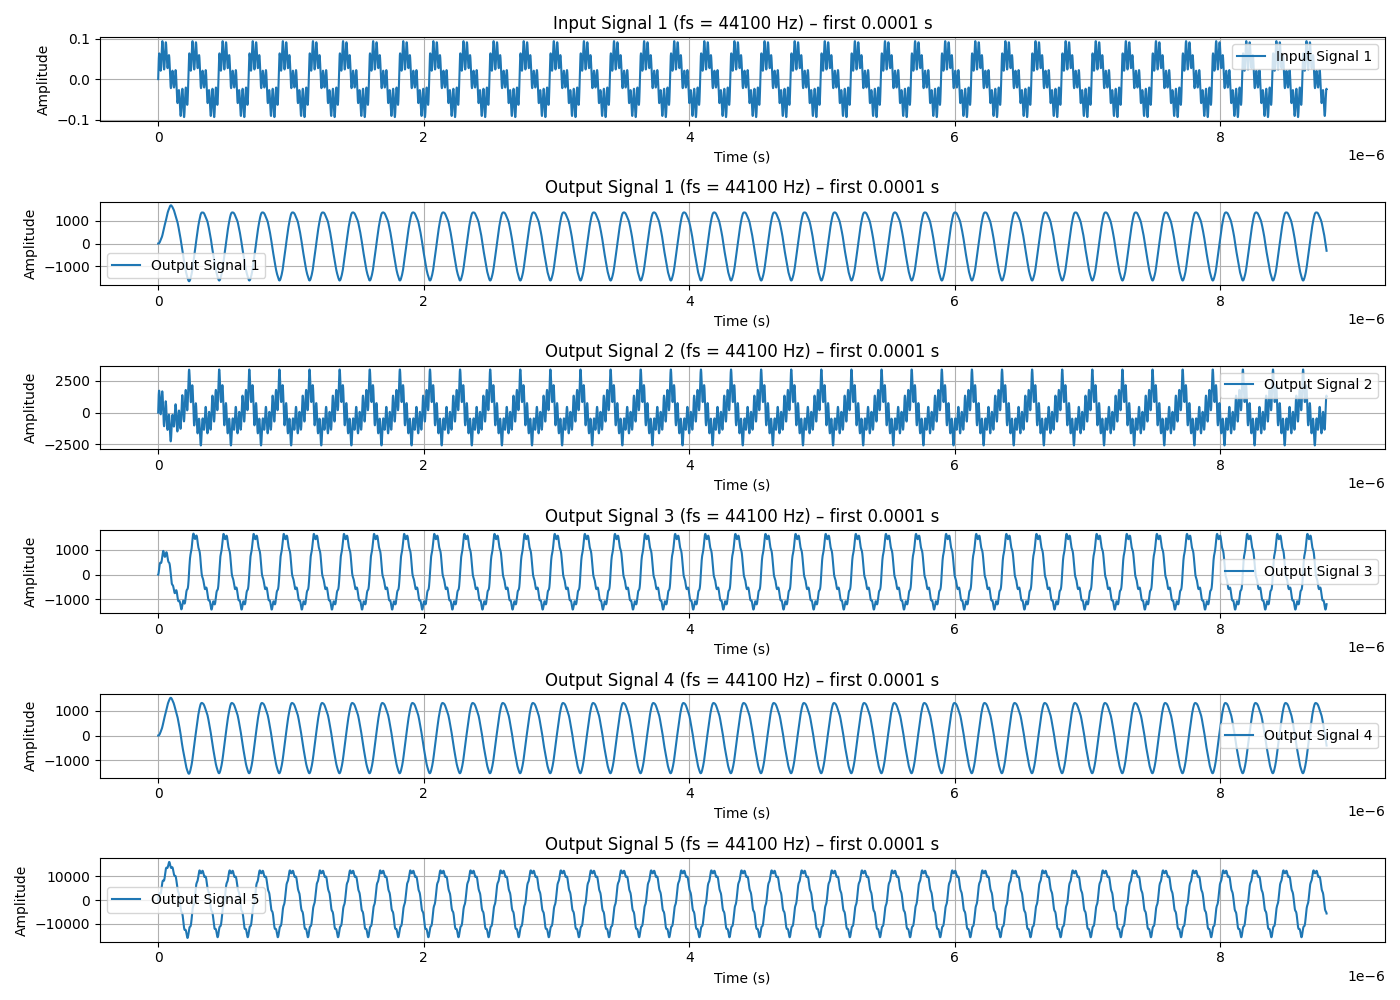 Input Signal 1 (fs = 44100 Hz) – first 0.0001 s
Amplitude
0.1
0.0
−0.1
Input Signal 1
0 2 4 6 8
1e−6
Time (s)
Output Signal 1 (fs = 44100 Hz) – first 0.0001 s
Amplitude
1000
0
−1000
Output Signal 1
0 2 4 6 8
1e−6
Time (s)
Output Signal 2 (fs = 44100 Hz) – first 0.0001 s
Amplitude
2500
0
−2500
Output Signal 2
0 2 4 6 8
1e−6
Time (s)
Output Signal 3 (fs = 44100 Hz) – first 0.0001 s
Amplitude
1000
0
−1000
Output Signal 3
0 2 4 6 8
1e−6
Time (s)
Output Signal 4 (fs = 44100 Hz) – first 0.0001 s
Amplitude
1000
0
−1000
Output Signal 4
0 2 4 6 8
1e−6
Time (s)
Output Signal 5 (fs = 44100 Hz) – first 0.0001 s
Amplitude
10000
0
−10000
Output Signal 5
0 2 4 6 8
1e−6
Time (s)